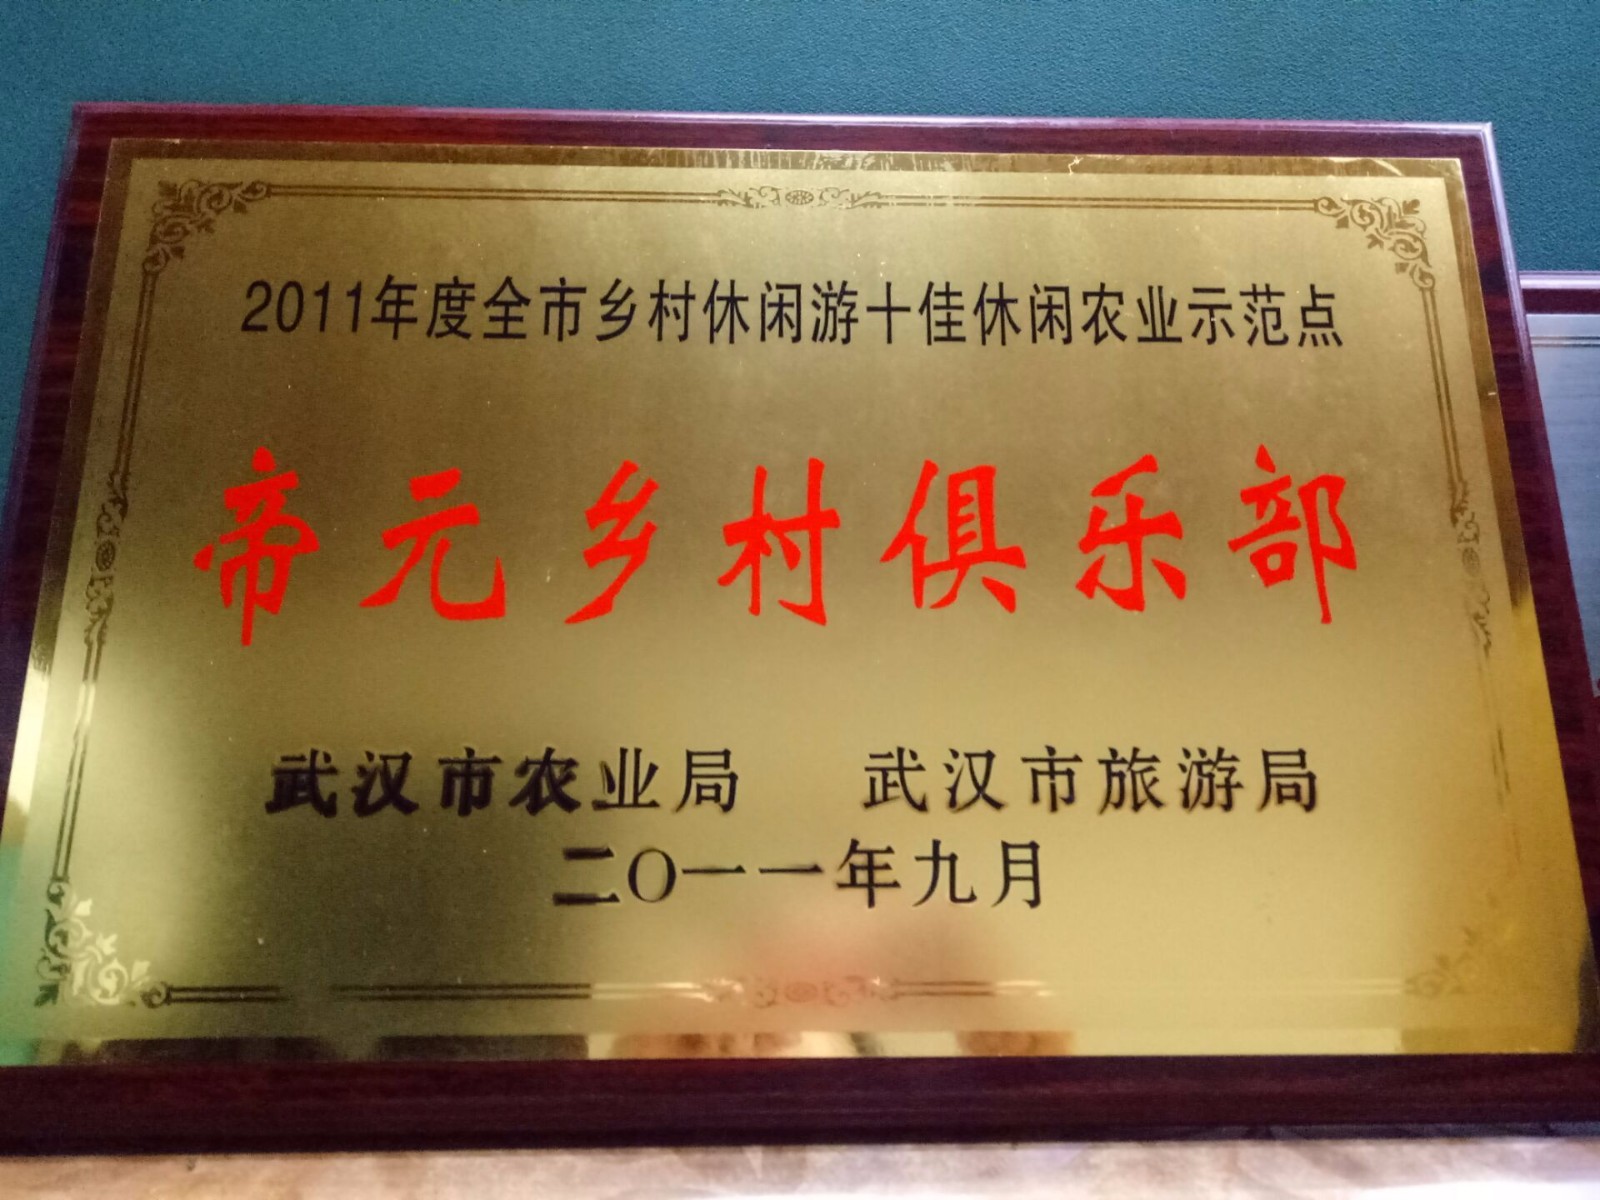 2011年度全市乡村休闲游十佳休闲农业示范点
帝元乡村俱乐部
武汉市农业局 武汉市旅游局
二〇一一年九月